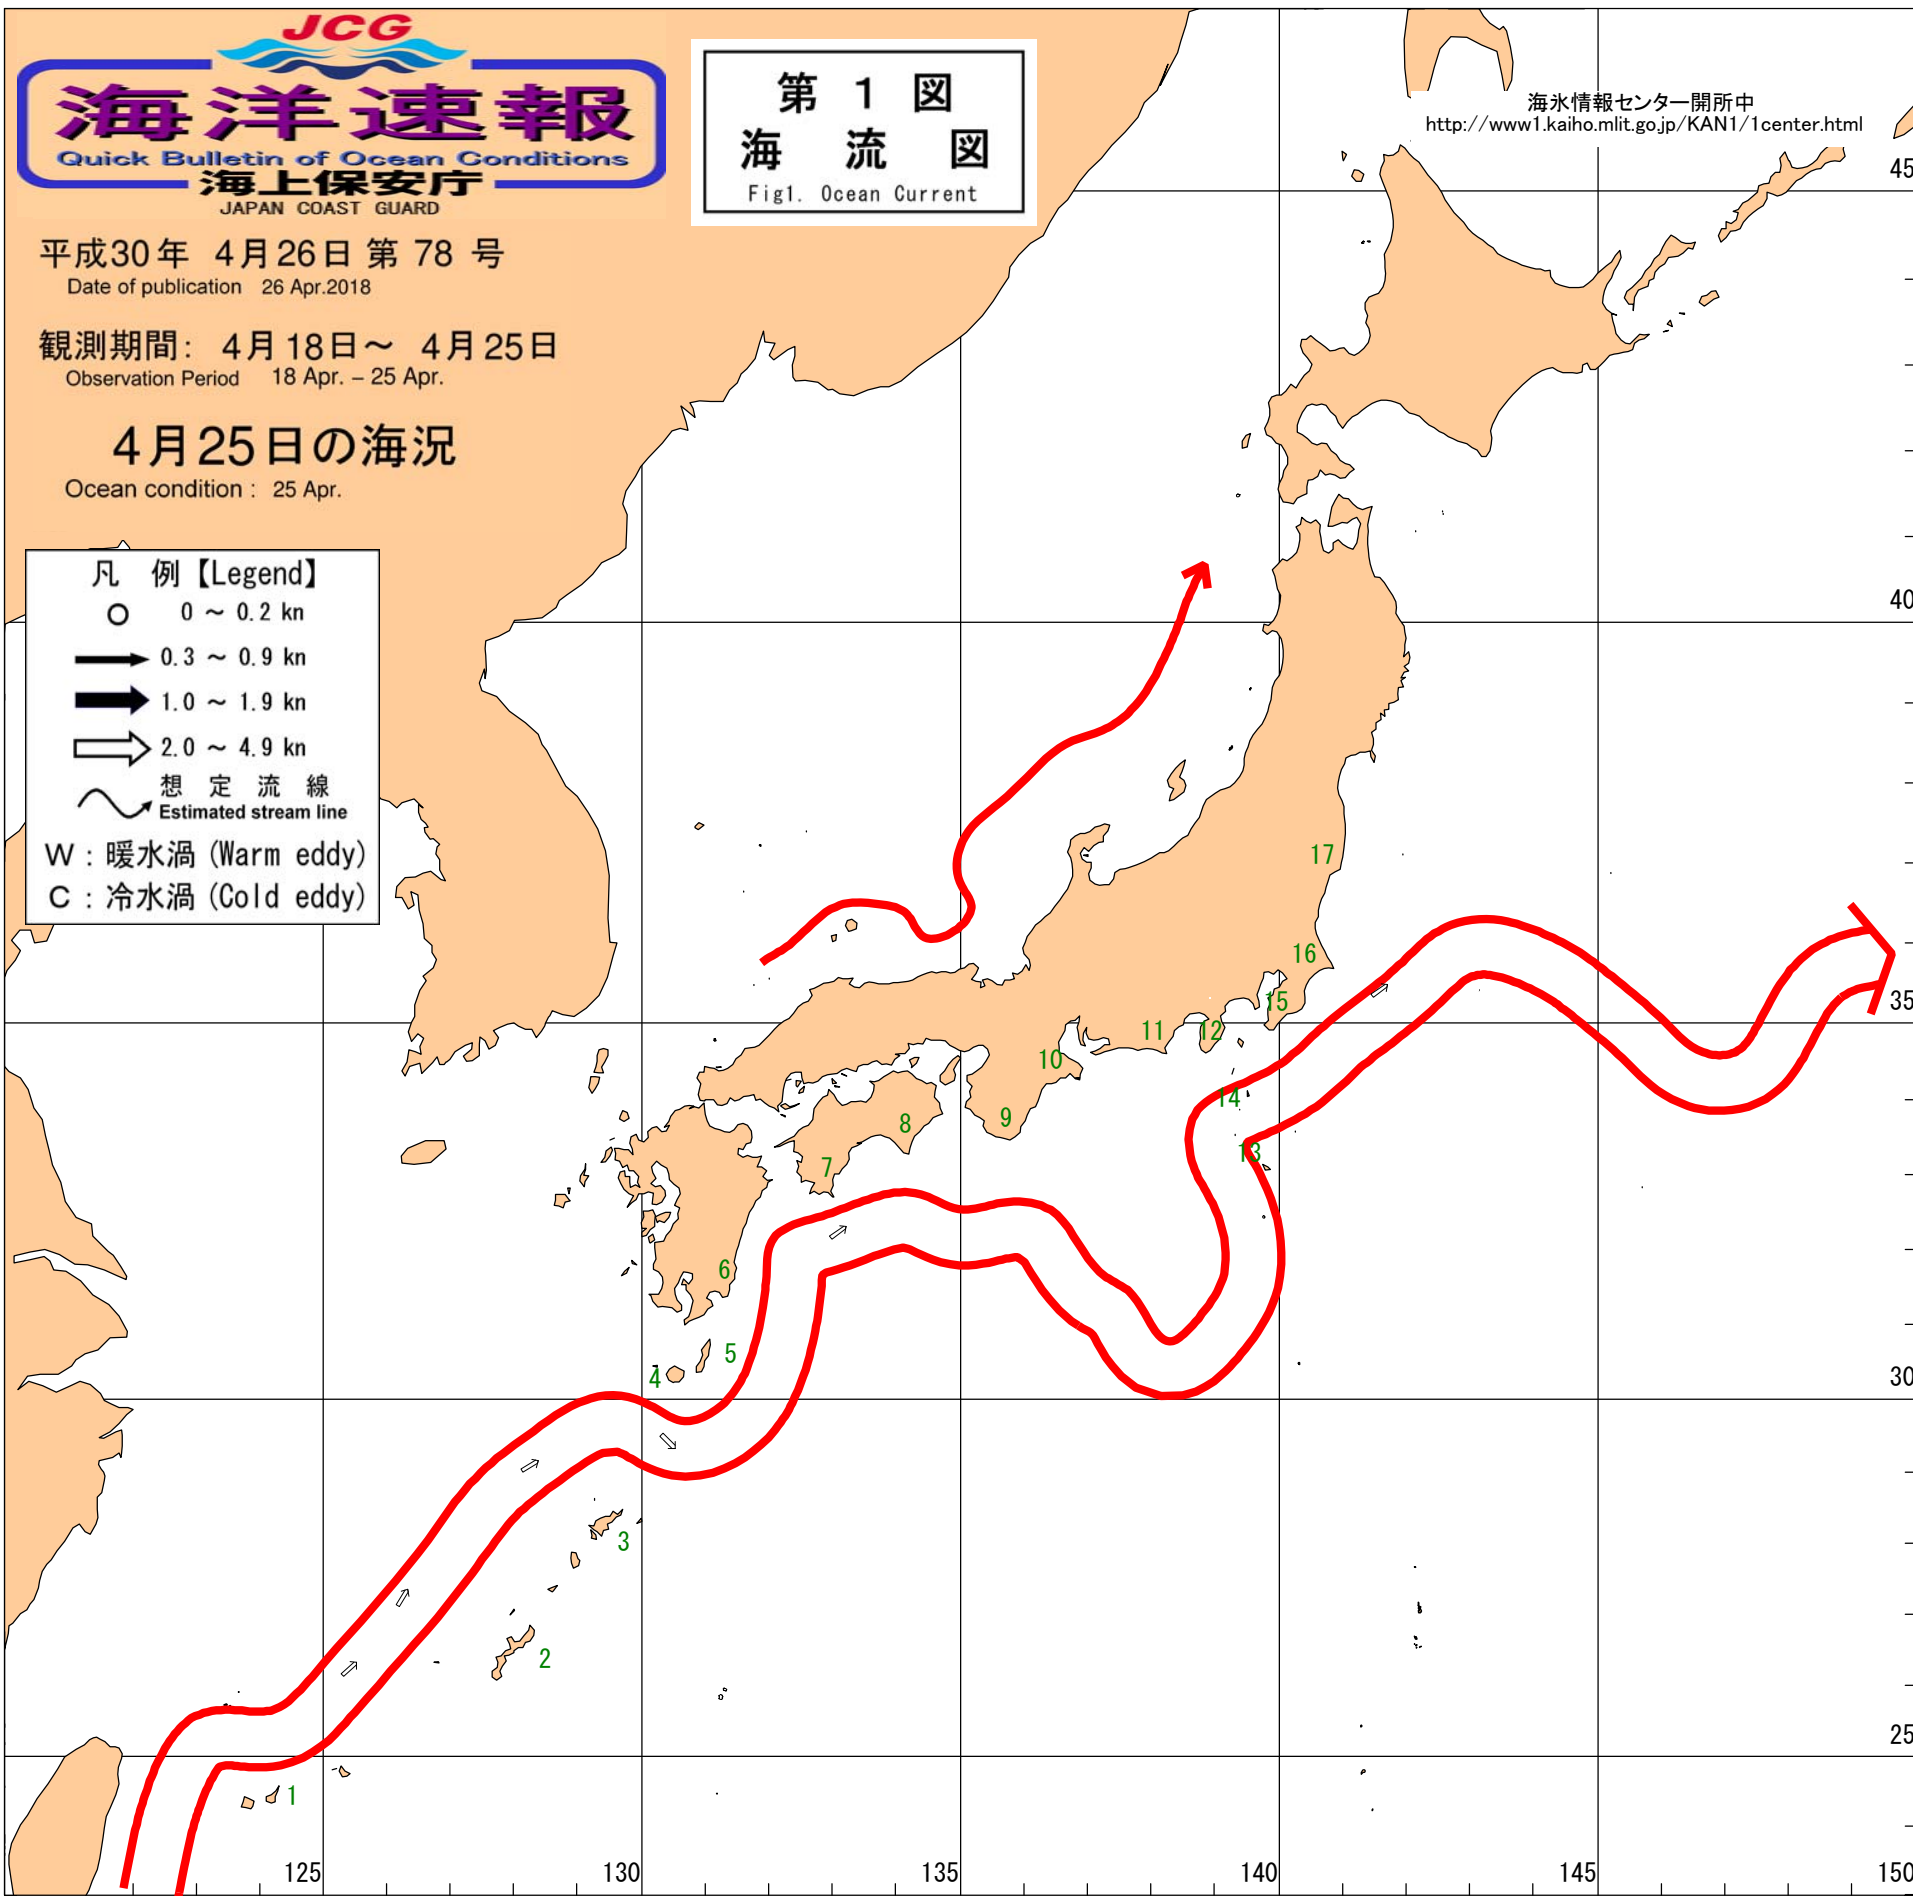 JCG
海洋速報
Quick Bulletin of Ocean Conditions
海上保安庁
JAPAN COAST GUARD
第 1 図
海 流 図
Fig1. Ocean Current
海氷情報センター開所中
http://www1.kaiho.mlit.go.jp/KAN1/1center.html
平成30年 4月26日 第 78 号
Date of publication 26 Apr.2018
観測期間: 4月18日～ 4月25日
Observation Period 18 Apr. – 25 Apr.
4月25日の海況
Ocean condition : 25 Apr.
凡 例【Legend】
0 ～ 0.2 kn
0.3 ～ 0.9 kn
1.0 ～ 1.9 kn
2.0 ～ 4.9 kn
想 定 流 線
Estimated stream line
W : 暖水渦 (Warm eddy)
C : 冷水渦 (Cold eddy)
45
40
17
16
35
15
11
12
10
14
9
8
13
7
6
5
4
30
3
2
25
1
125
130
135
140
145
150